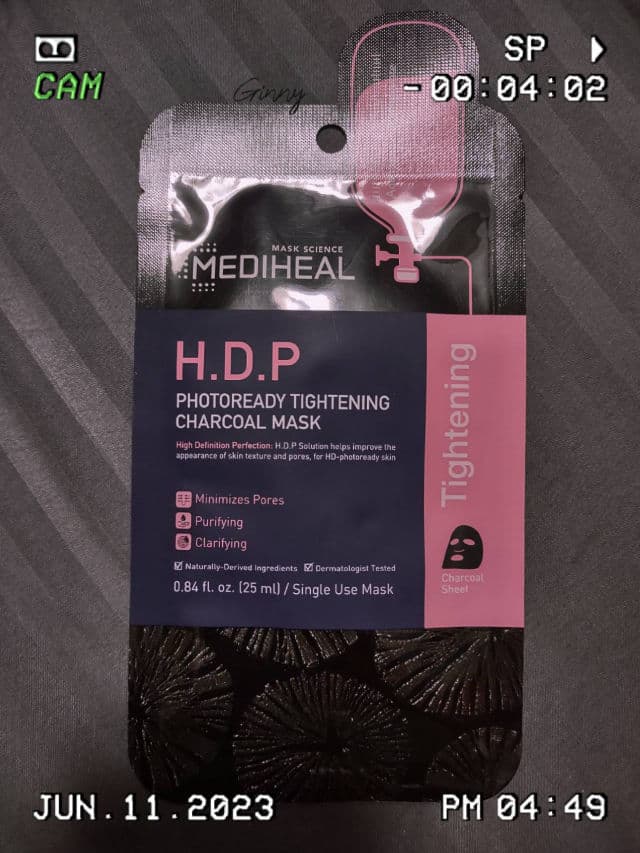 SP
CAM
-00:04:02
Ginny
MASK SCIENCE
MEDIHEAL
H.D.P
PHOTOREADY TIGHTENING
CHARCOAL MASK
High Definition Perfection: H.D.P Solution helps improve the
appearance of skin texture and pores, for HD-photoready skin
Minimizes Pores
Purifying
Clarifying
Naturally-Derived Ingredients Dermatologist Tested
0.84 fl. oz. (25 ml) / Single Use Mask
Tightening
Charcoal
Sheet
JUN.11.2023
PM 04:49